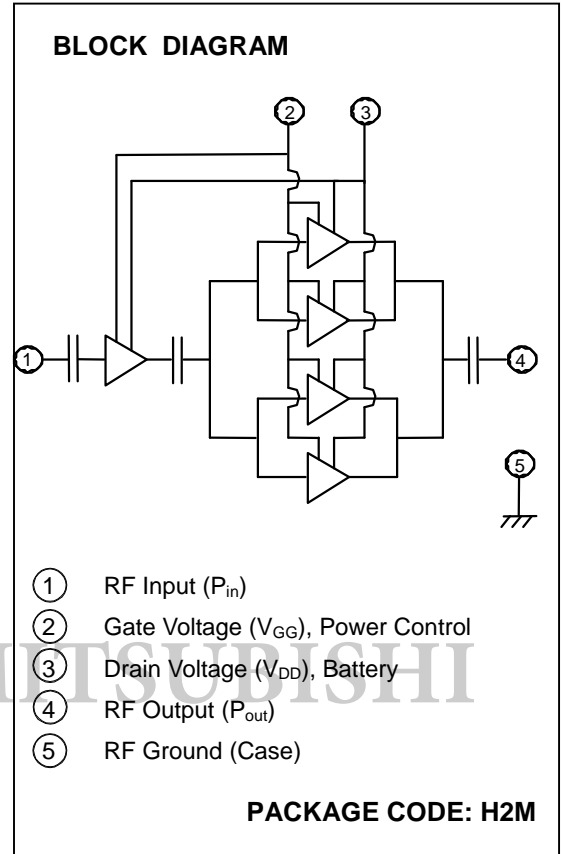 BLOCK DIAGRAM
2 3
1 4
5
1 RF Input (Pin)
2 Gate Voltage (VGG), Power Control
3 Drain Voltage (VDD), Battery
MITSUBISHI
4 RF Output (Pout)
5 RF Ground (Case)
PACKAGE CODE: H2M